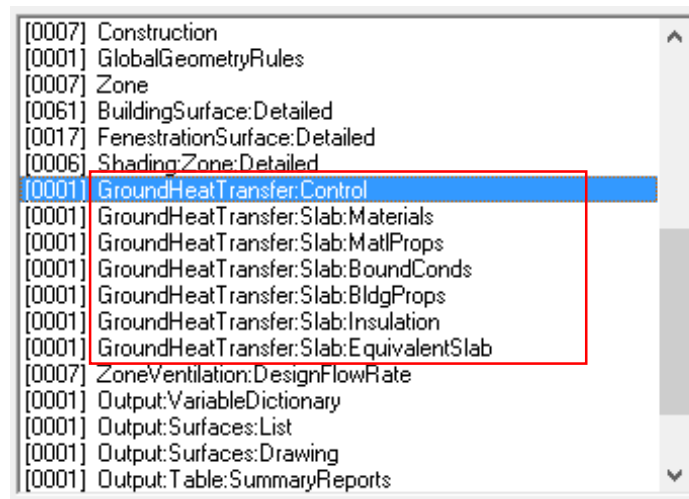 [0007] Construction
[0001] GlobalGeometryRules
[0007] Zone
[0061] BuildingSurface:Detailed
[0017] FenestrationSurface:Detailed
[0006] Shading:Zone:Detailed
[0001] GroundHeatTransfer:Control
[0001] GroundHeatTransfer:Slab:Materials
[0001] GroundHeatTransfer:Slab:MatlProps
[0001] GroundHeatTransfer:Slab:BoundConds
[0001] GroundHeatTransfer:Slab:BldgProps
[0001] GroundHeatTransfer:Slab:Insulation
[0001] GroundHeatTransfer:Slab:EquivalentSlab
[0007] ZoneVentilation:DesignFlowRate
[0001] Output:VariableDictionary
[0001] Output:Surfaces:List
[0001] Output:Surfaces:Drawing
[0001] Output:Table:SummaryReports